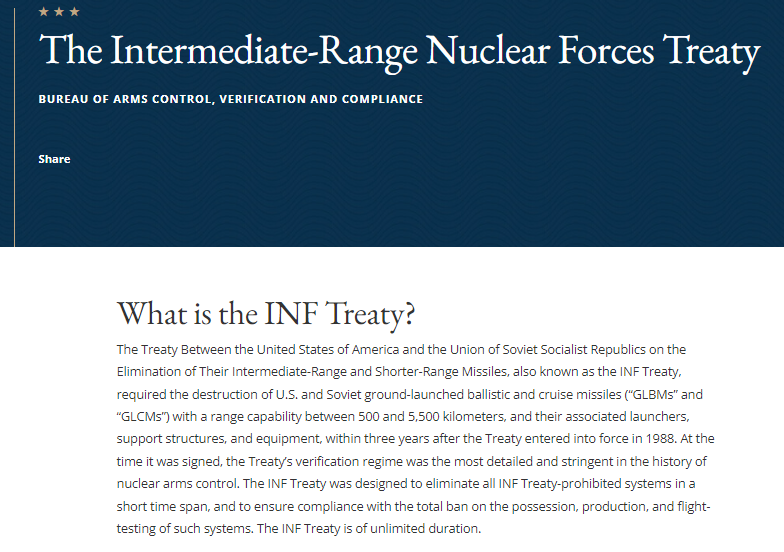 The Intermediate-Range Nuclear Forces Treaty
BUREAU OF ARMS CONTROL, VERIFICATION AND COMPLIANCE
Share
What is the INF Treaty?
The Treaty Between the United States of America and the Union of Soviet Socialist Republics on the
Elimination of Their Intermediate-Range and Shorter-Range Missiles, also known as the INF Treaty,
required the destruction of U.S. and Soviet ground-launched ballistic and cruise missiles (“GLBMs” and
“GLCMs”) with a range capability between 500 and 5,500 kilometers, and their associated launchers,
support structures, and equipment, within three years after the Treaty entered into force in 1988. At the
time it was signed, the Treaty’s verification regime was the most detailed and stringent in the history of
nuclear arms control. The INF Treaty was designed to eliminate all INF Treaty-prohibited systems in a
short time span, and to ensure compliance with the total ban on the possession, production, and flight-
testing of such systems. The INF Treaty is of unlimited duration.